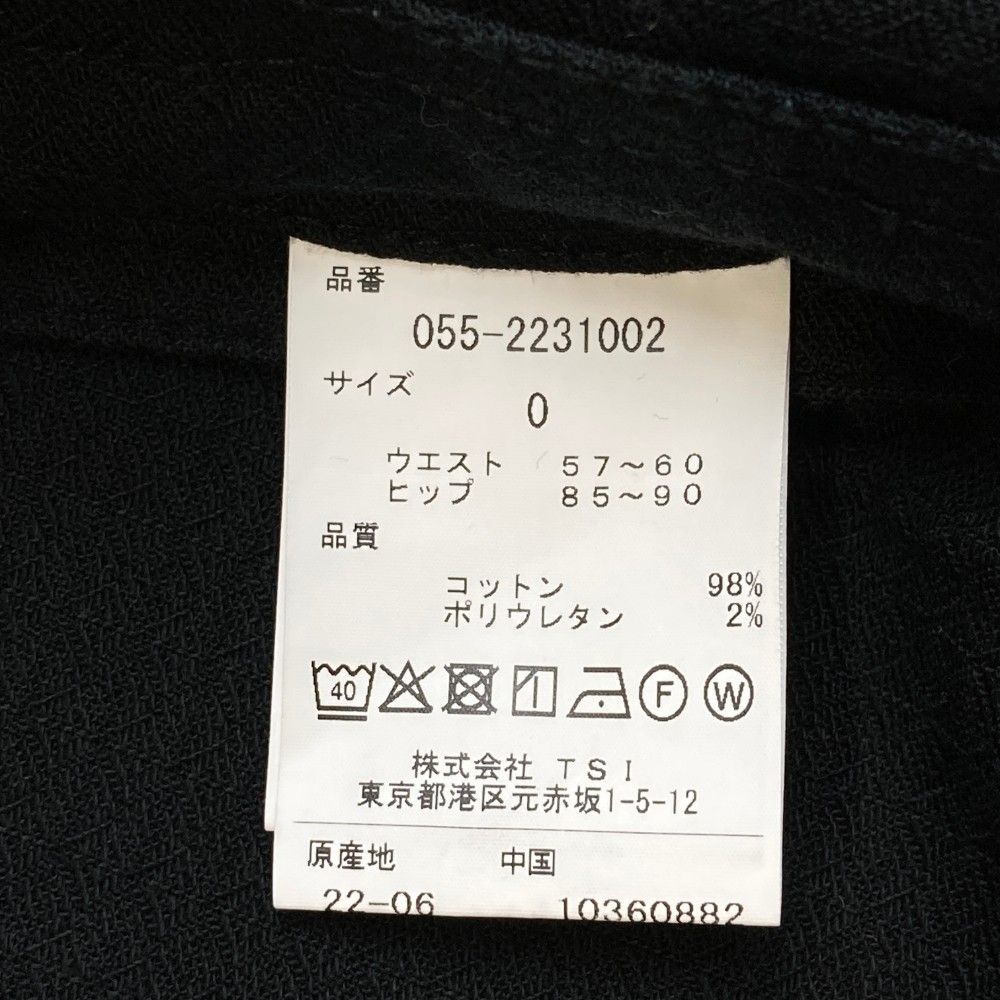 品番
055-2231002
サイズ
0
ウエスト 57～60
ヒップ 85～90
品質
コットン 98%
ポリウレタン 2%
40 F W
株式会社 TSI
東京都港区元赤坂1-5-12
原産地 中国
22-06 10360882